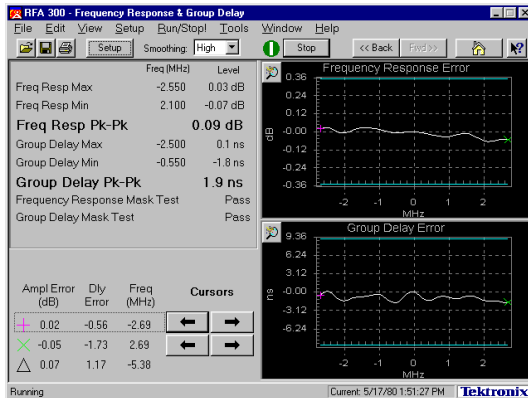 RFA 300 - Frequency Response & Group Delay
File Edit View Setup Run/Stop! Tools Window Help
Setup Smoothing: High Stop << Back Fwd >>
Freq (MHz) Level
Freq Resp Max -2.550 0.03 dB
Freq Resp Min 2.100 -0.07 dB
Freq Resp Pk-Pk 0.09 dB
Group Delay Max -2.500 0.1 ns
Group Delay Min -0.550 -1.8 ns
Group Delay Pk-Pk 1.9 ns
Frequency Response Mask Test Pass
Group Delay Mask Test Pass
Ampl Error (dB) Dly Error Freq (MHz) Cursors
0.02 -0.56 -2.69
-0.05 -1.73 2.69
0.07 1.17 -5.38
Frequency Response Error
0.36
0.24
0.12
-0.00
-0.12
-0.24
-0.36
dB
-2 -1 0 1 2
MHz
Group Delay Error
9.36
6.24
3.12
-0.00
-3.12
-6.24
ns
-2 -1 0 1 2
MHz
Running Current: 5/17/80 1:51:27 PM Tektronix